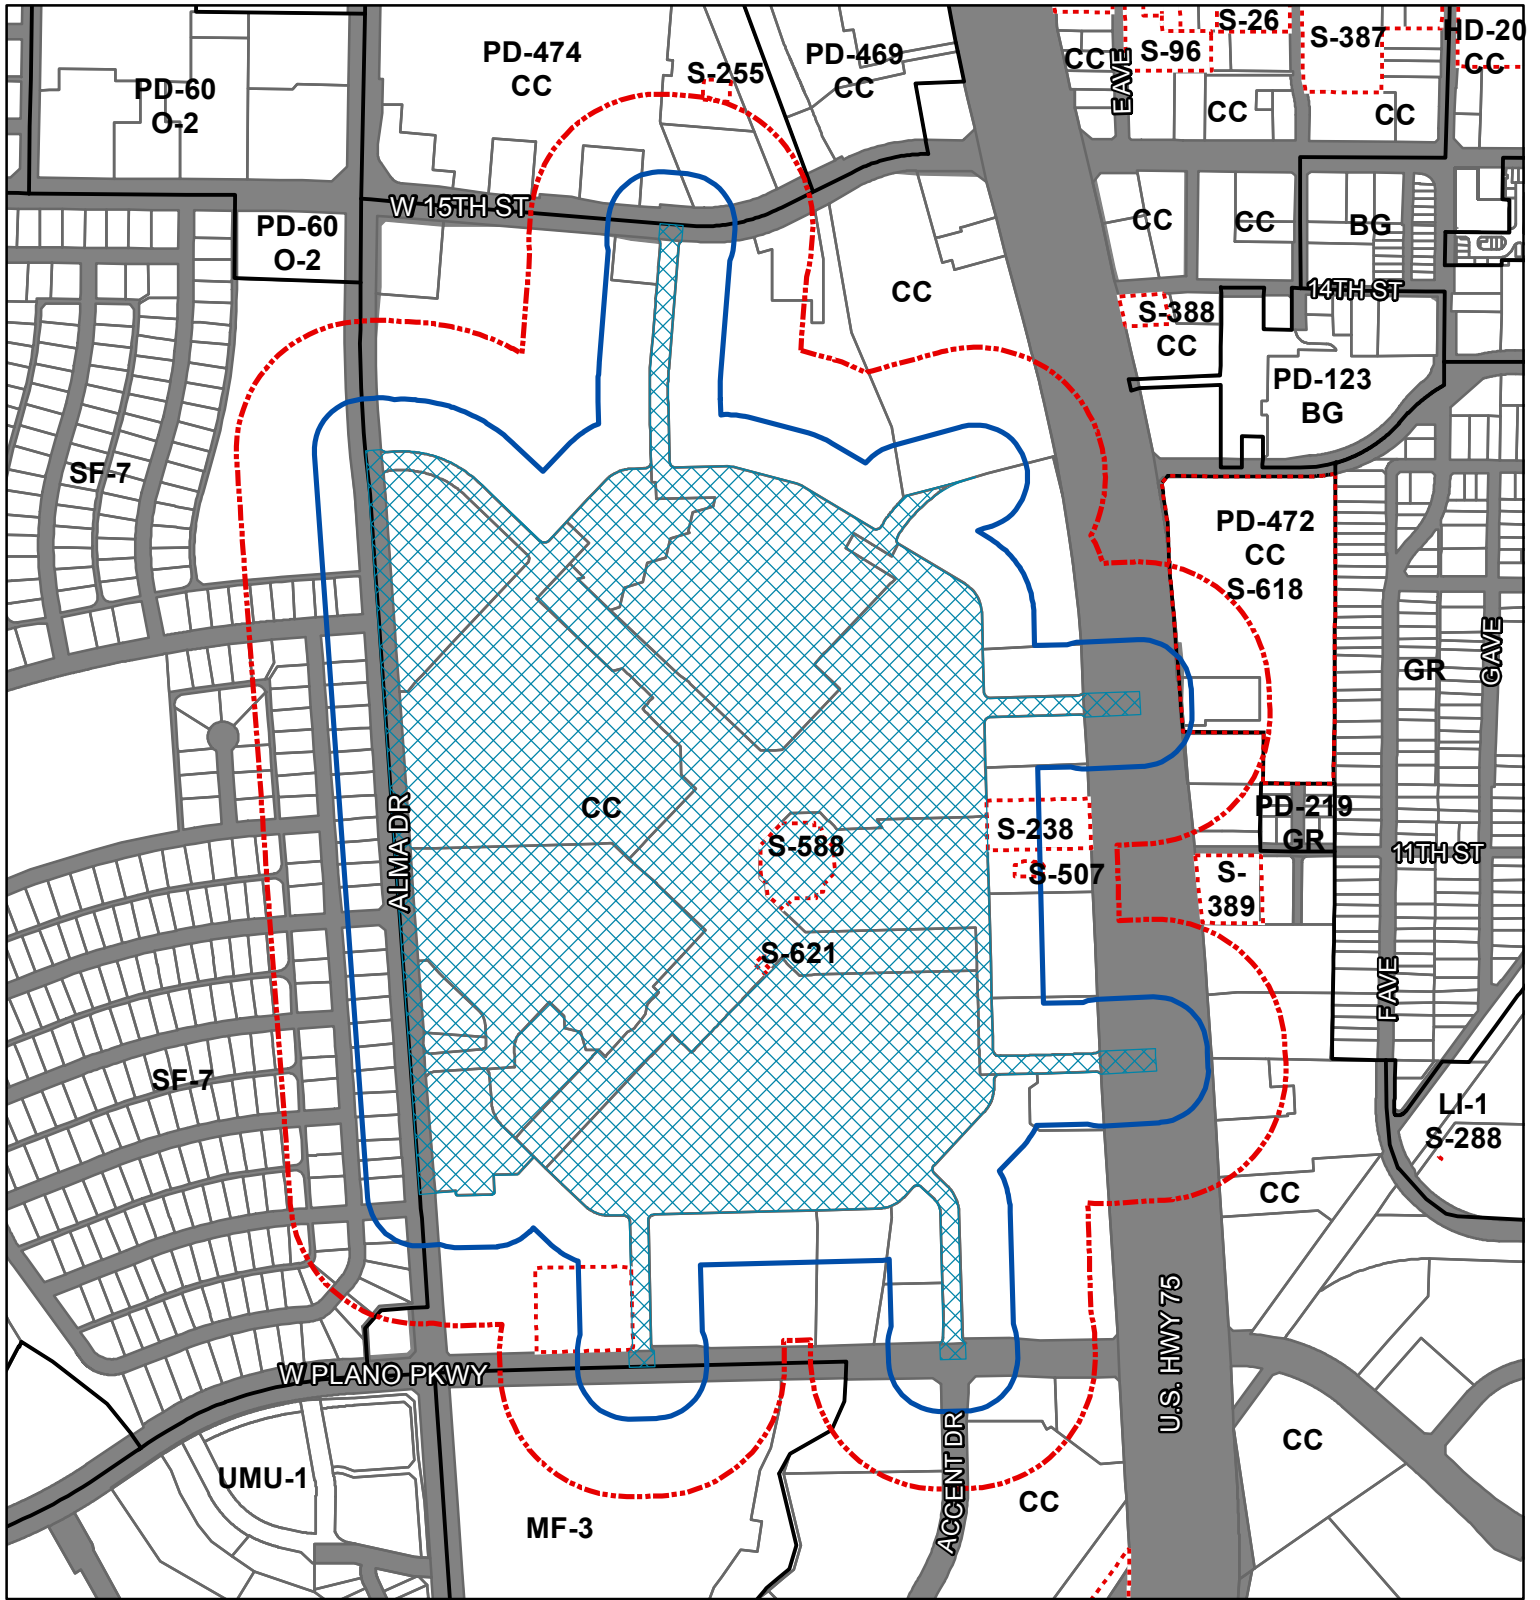 S-26
HD-20
CC
S-387
PD-474
CC
PD-469
CC
CC
S-96
S-255
E AVE
PD-60
O-2
CC
CC
W 15TH ST
PD-60
O-2
CC
CC
BG
CC
14TH ST
S-388
CC
PD-123
BG
SF-7
PD-472
CC
S-618
G AVE
GR
CC
PD-219
GR
S-238
S-588
ALMA DR
11TH ST
S-507
S-
389
S-621
F AVE
SF-7
LI-1
S-288
CC
U.S. HWY 75
W PLANO PKWY
CC
UMU-1
ACCENT DR
CC
MF-3